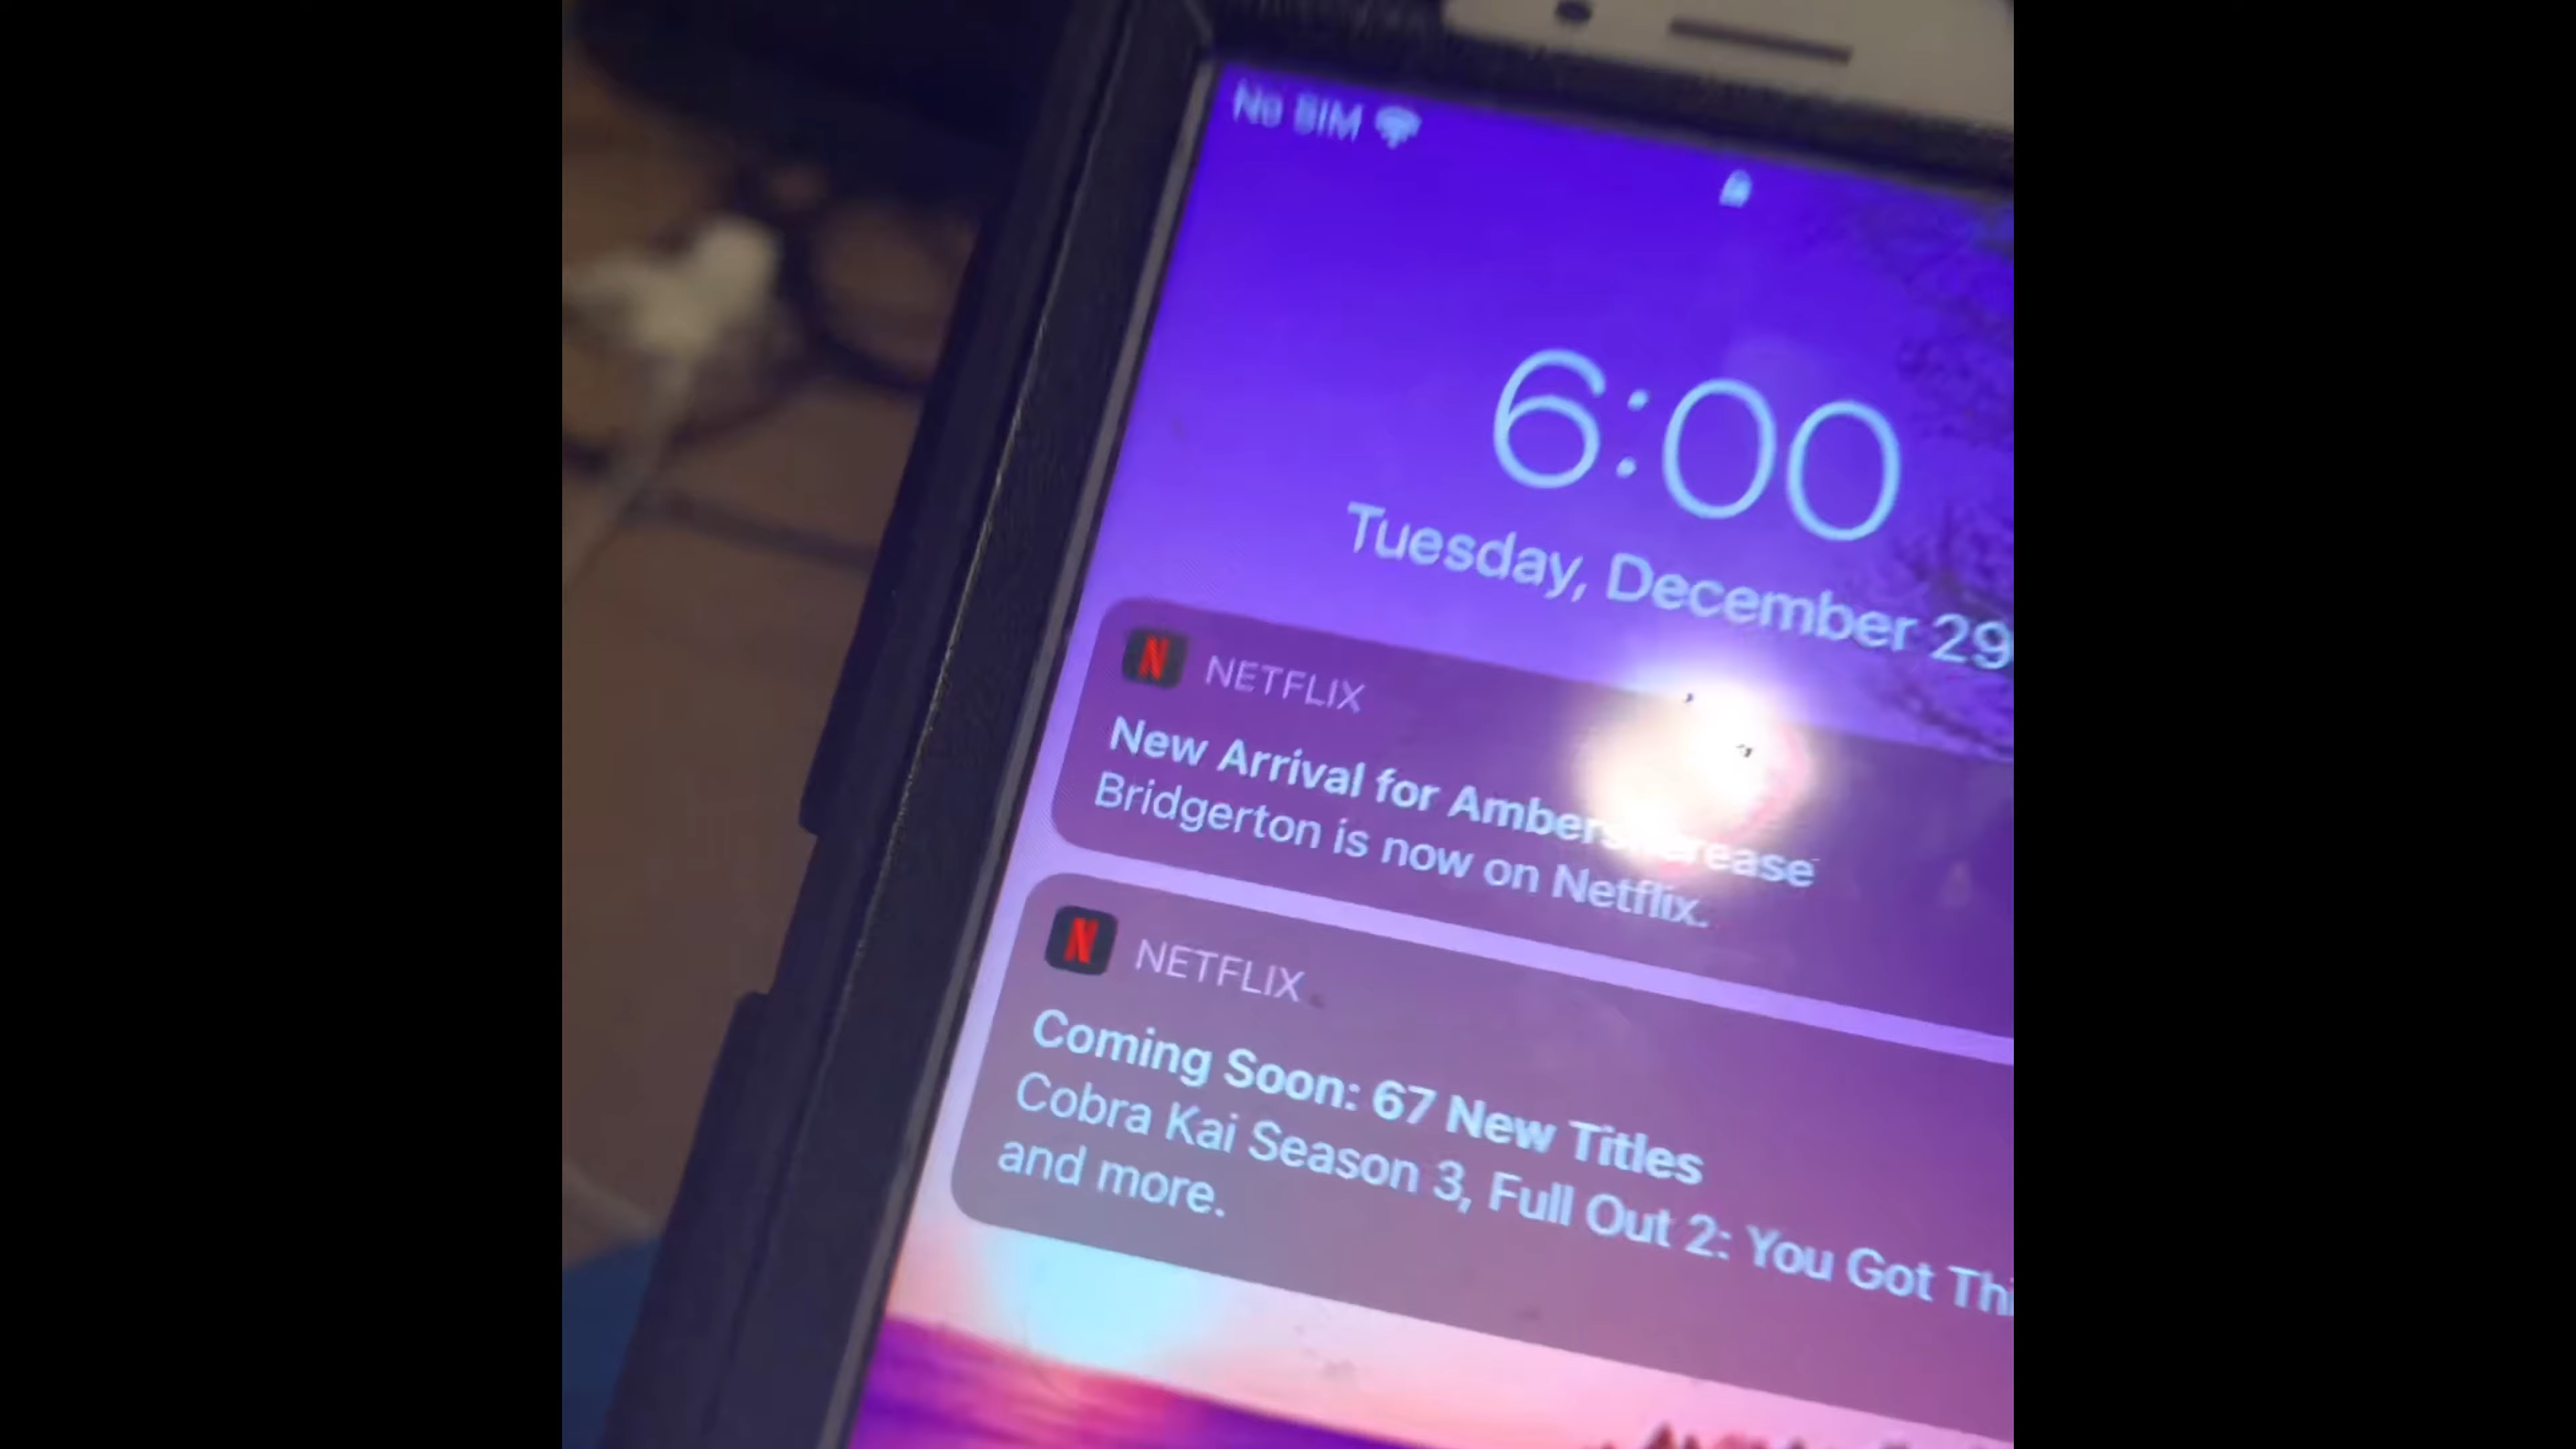 No SIM
6:00
Tuesday, December 29
N NETFLIX
New Arrival for
Bridgerton is now on Netflix.
N NETFLIX
Coming Soon: 67 New Titles
Cobra Kai Season 3, Full Out 2: You Got Thi
and more.